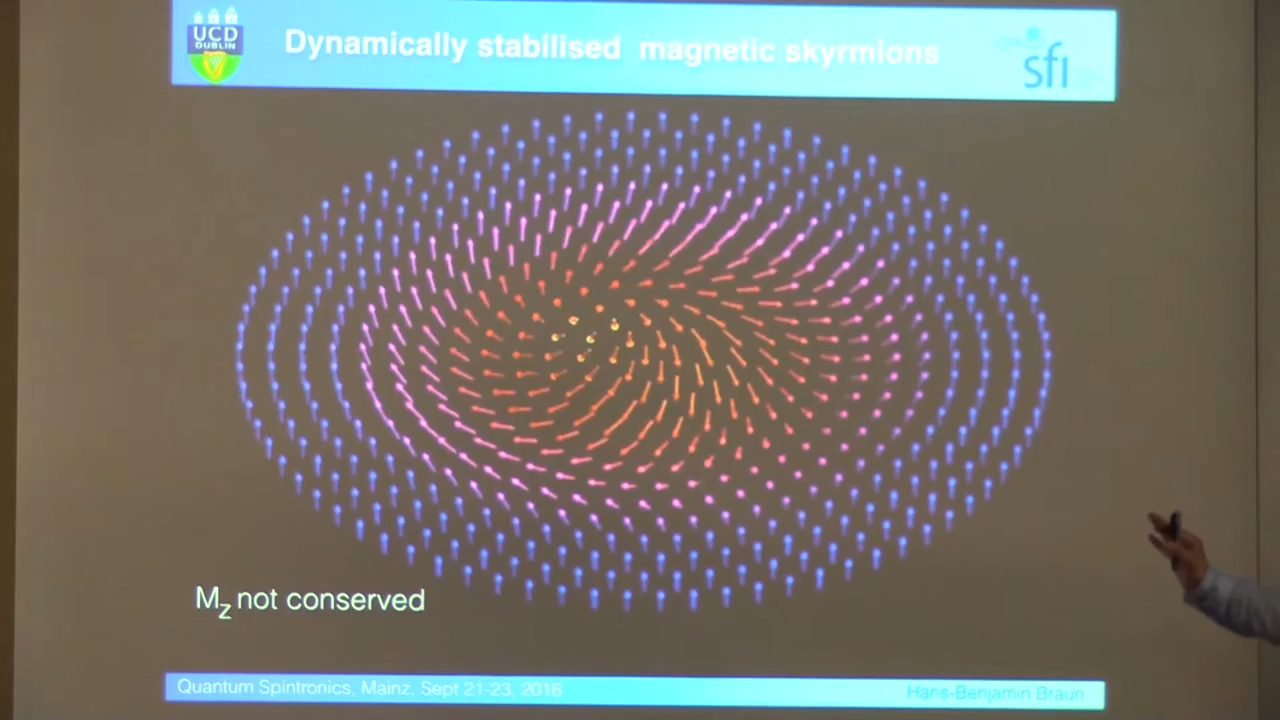 UCD
DUBLIN
Dynamically stabilised magnetic skyrmions
sfi
Mz not conserved
Quantum Spintronics, Mainz, Sept 21-23, 2016
Hans-Benjamin Braun